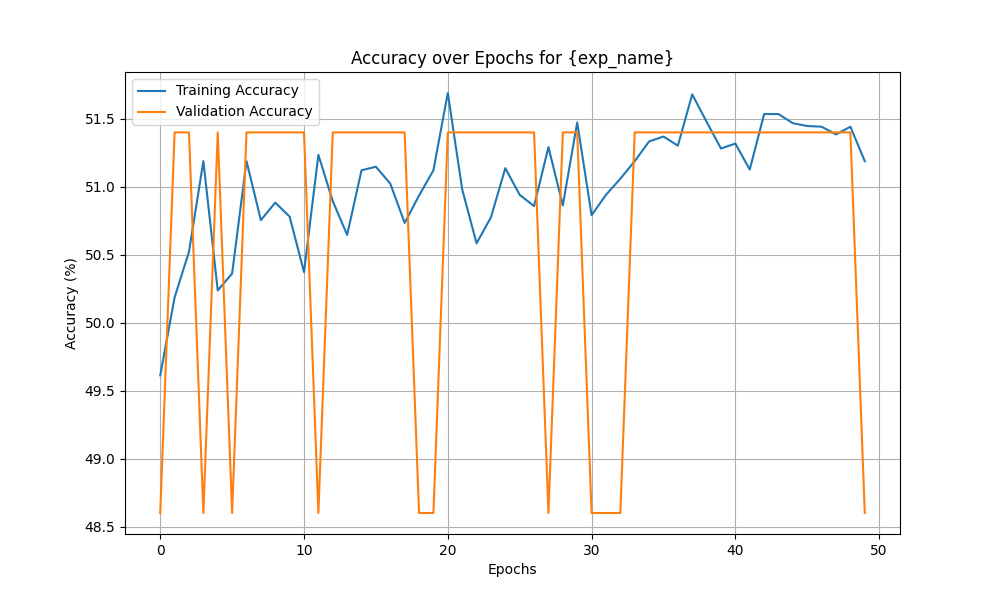 Accuracy over Epochs for {exp_name}
Training Accuracy
Validation Accuracy
51.5
51.0
50.5
50.0
49.5
49.0
48.5
Accuracy (%)
0 10 20 30 40 50
Epochs